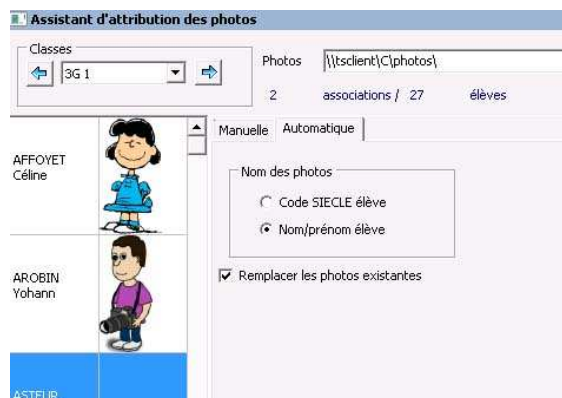 Assistant d'attribution des photos
Classes
3G 1
Photos
\\tsclient\C\photos\
2 associations / 27 élèves
Manuelle Automatique
AFFOYET
Céline
Nom des photos
Code SIECLE élève
Nom/prénom élève
Remplacer les photos existantes
AROBIN
Yohann
ASTEUR